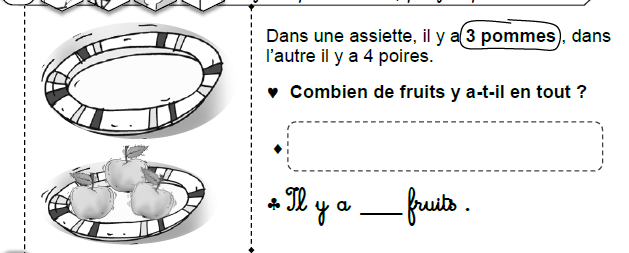 Dans une assiette, il y a 3 pommes, dans
l'autre il y a 4 poires.
♥ Combien de fruits y a-t-il en tout ?
♦
♣ Il y a ____ fruits .